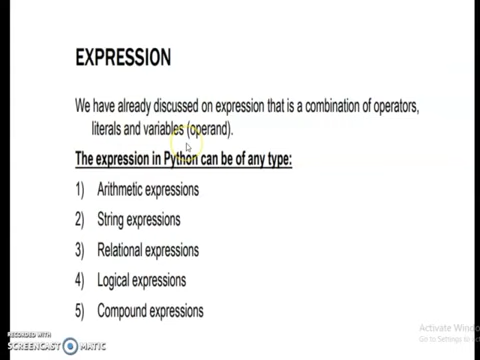 EXPRESSION
We have already discussed on expression that is a combination of operators,
literals and variables (operand).
The expression in Python can be of any type:
1) Arithmetic expressions
2) String expressions
3) Relational expressions
4) Logical expressions
5) Compound expressions
Activate Windo
Go to Settings to a
RECORDED WITH
SCREENCAST MATIC